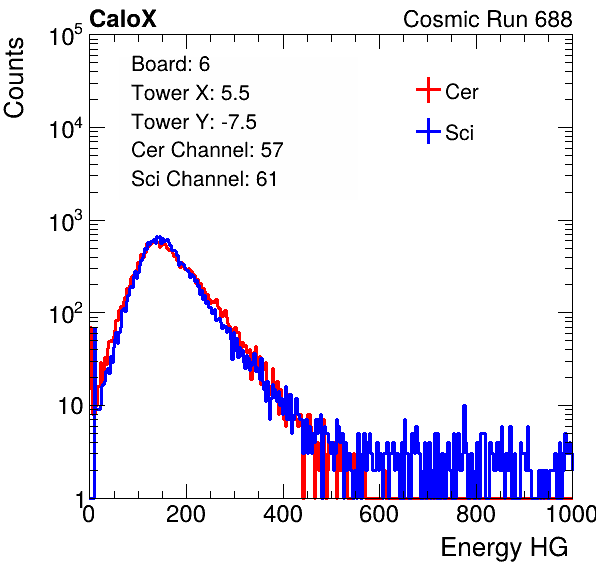 CaloX Cosmic Run 688
Counts
Board: 6
Tower X: 5.5
Tower Y: -7.5
Cer Channel: 57
Sci Channel: 61
Cer
Sci
10^5
10^4
10^3
10^2
10
1
0 200 400 600 800 1000
Energy HG